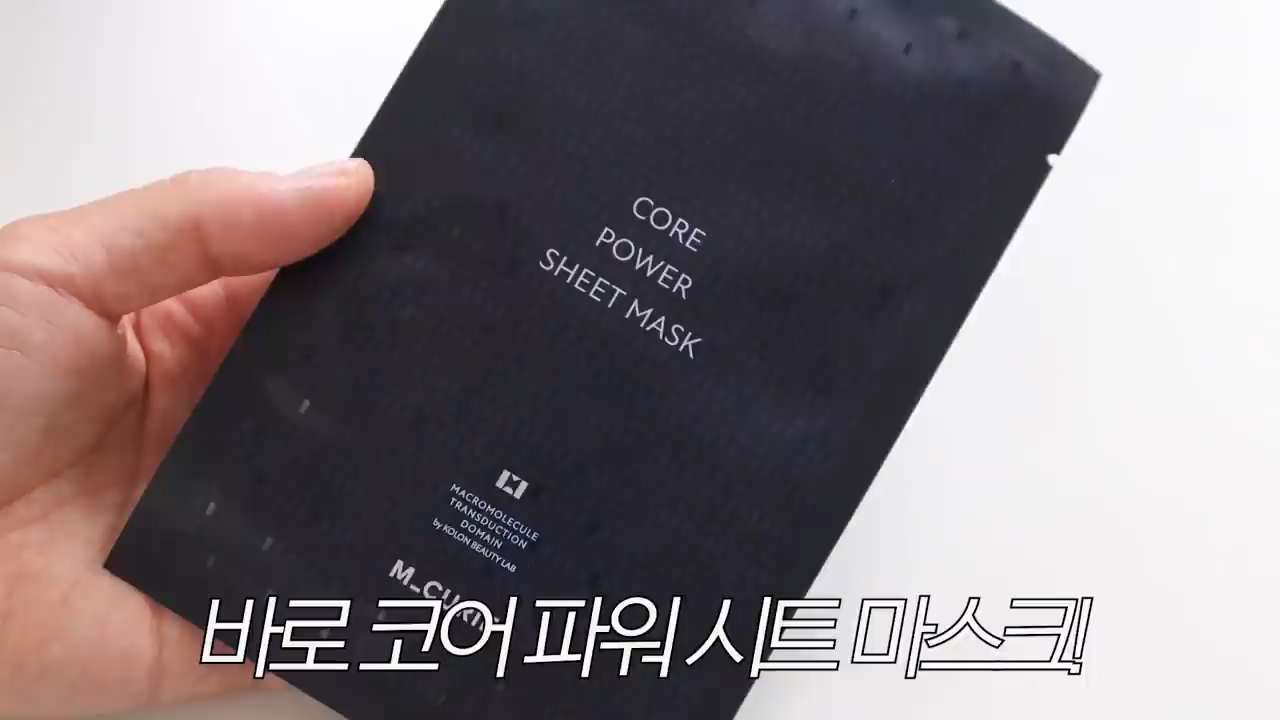 CORE
POWER
SHEET MASK
MACROMOLECULE
TRANSDUCTION
DOMAIN
by KOLON BEAUTY LAB
바로 코어 파워 시트 마스크!